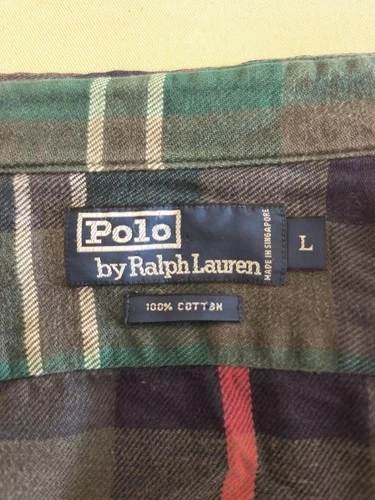 Polo
by Ralph Lauren
MADE IN SINGAPORE
L
100% COTTON